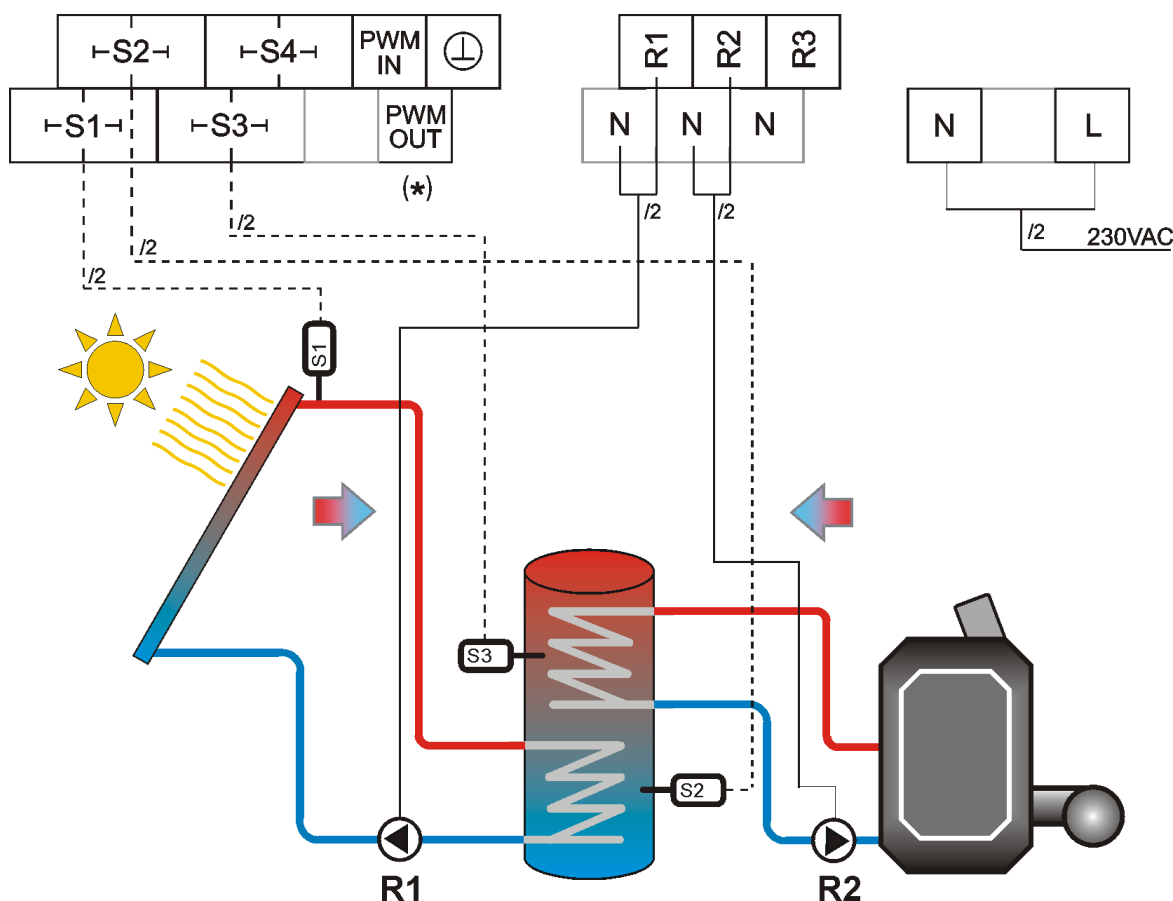 S2 S4 PWM IN
S1 S3 PWM OUT
(*)
R1 R2 R3
N N N
N L
/2
/2
/2
/2
/2
/2
230VAC
S1
S3
S2
R1
R2